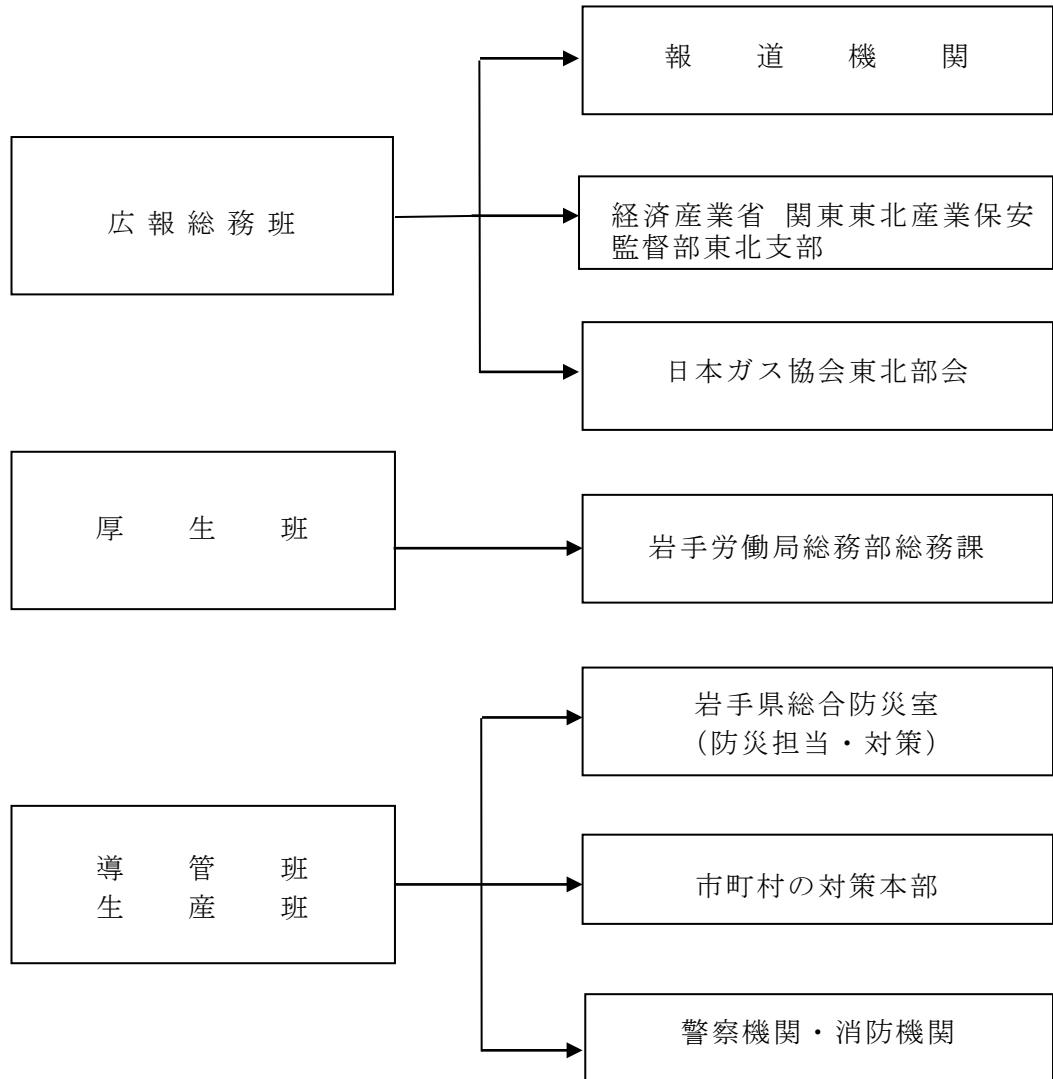 報道機関
広報総務班
経済産業省 関東東北産業保安
監督部東北支部
日本ガス協会東北部会
厚生班
岩手労働局総務部総務課
岩手県総合防災室
（防災担当・対策）
導管班
生産班
市町村の対策本部
警察機関・消防機関